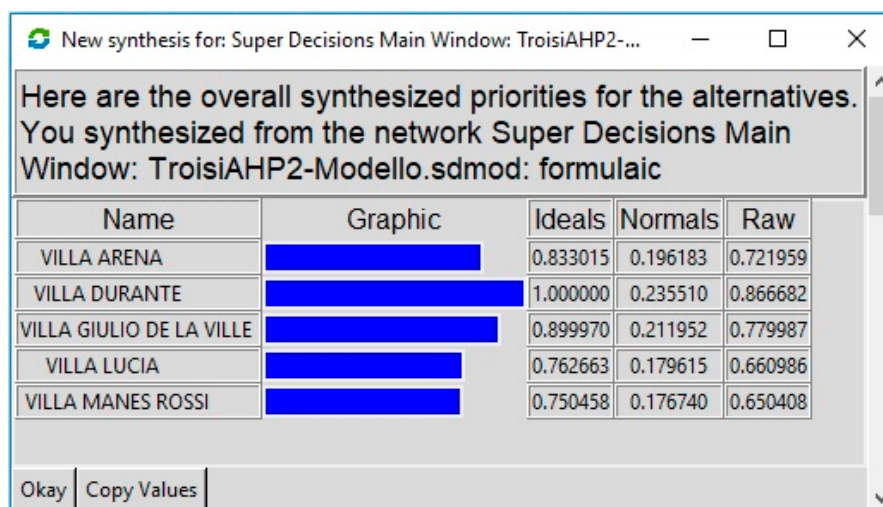 New synthesis for: Super Decisions Main Window: TroisiAHP2-...
Here are the overall synthesized priorities for the alternatives.
You synthesized from the network Super Decisions Main
Window: TroisiAHP2-Modello.sdmod: formulaic
Name Graphic Ideals Normals Raw
VILLA ARENA 0.833015 0.196183 0.721959
VILLA DURANTE 1.000000 0.235510 0.866682
VILLA GIULIO DE LA VILLE 0.899970 0.211952 0.779987
VILLA LUCIA 0.762663 0.179615 0.660986
VILLA MANES ROSSI 0.750458 0.176740 0.650408
Okay Copy Values